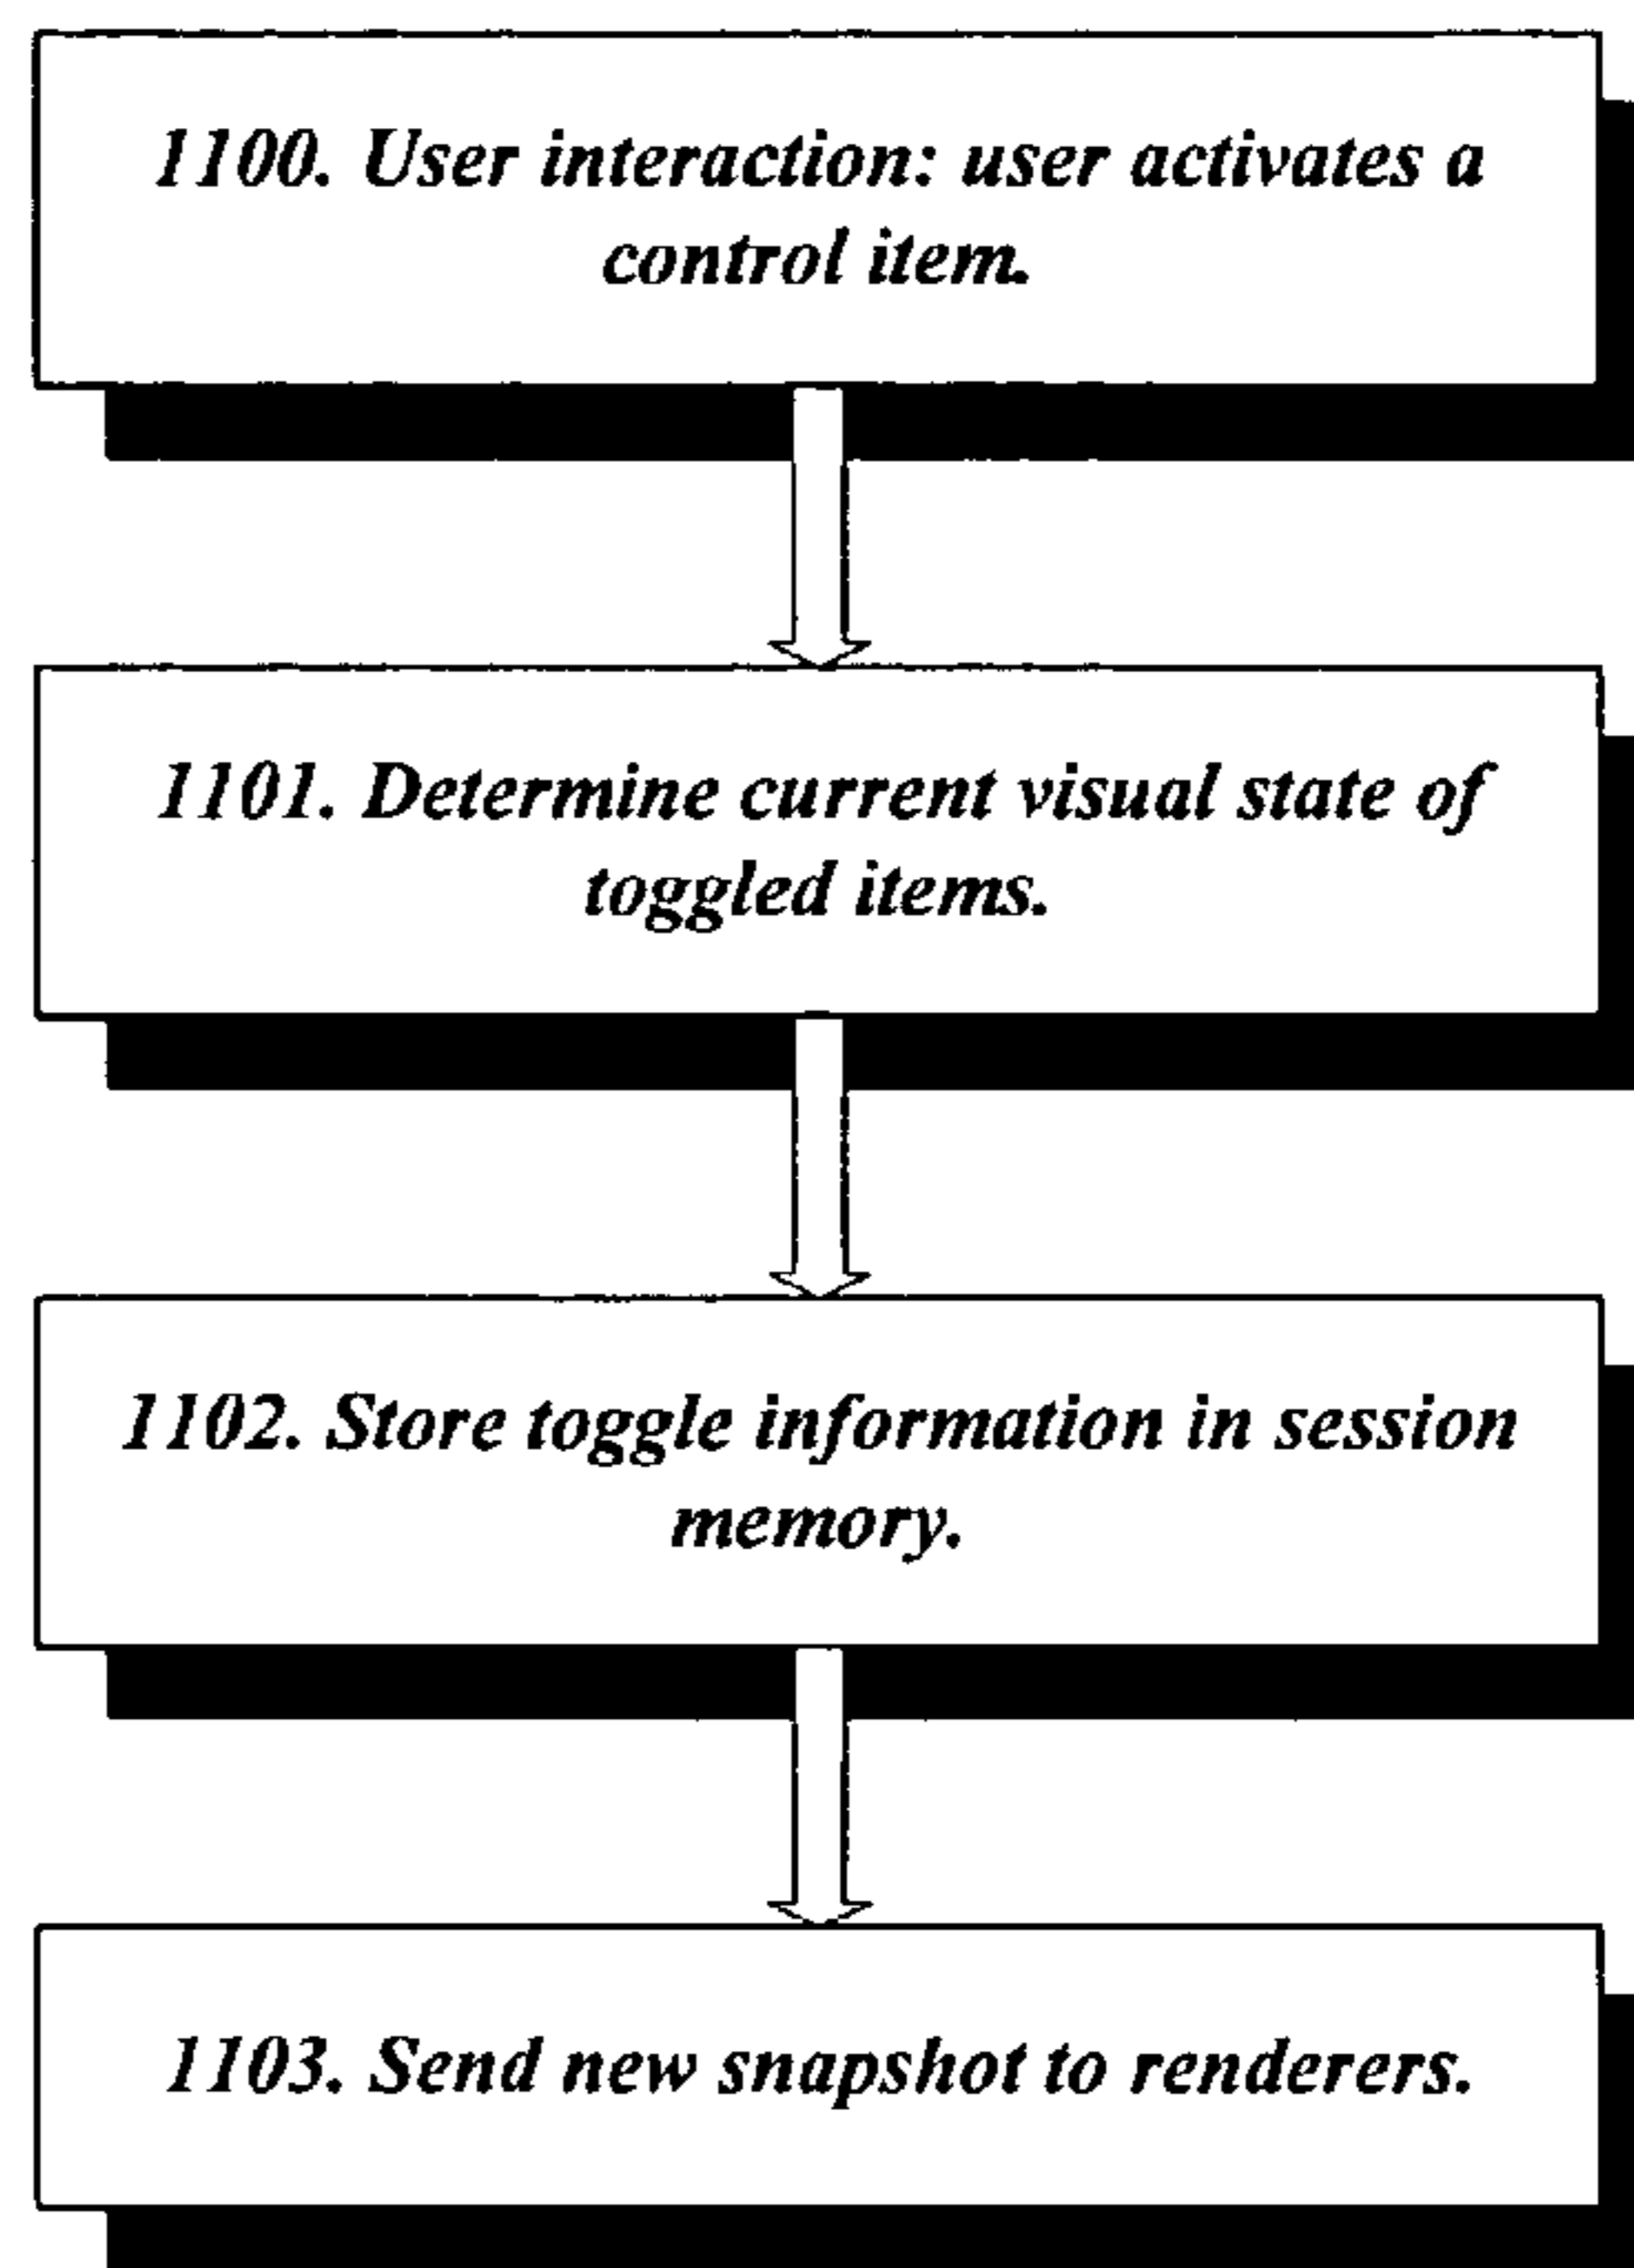 1100. User interaction: user activates a
control item.
1101. Determine current visual state of
toggled items.
1102. Store toggle information in session
memory.
1103. Send new snapshot to renderers.